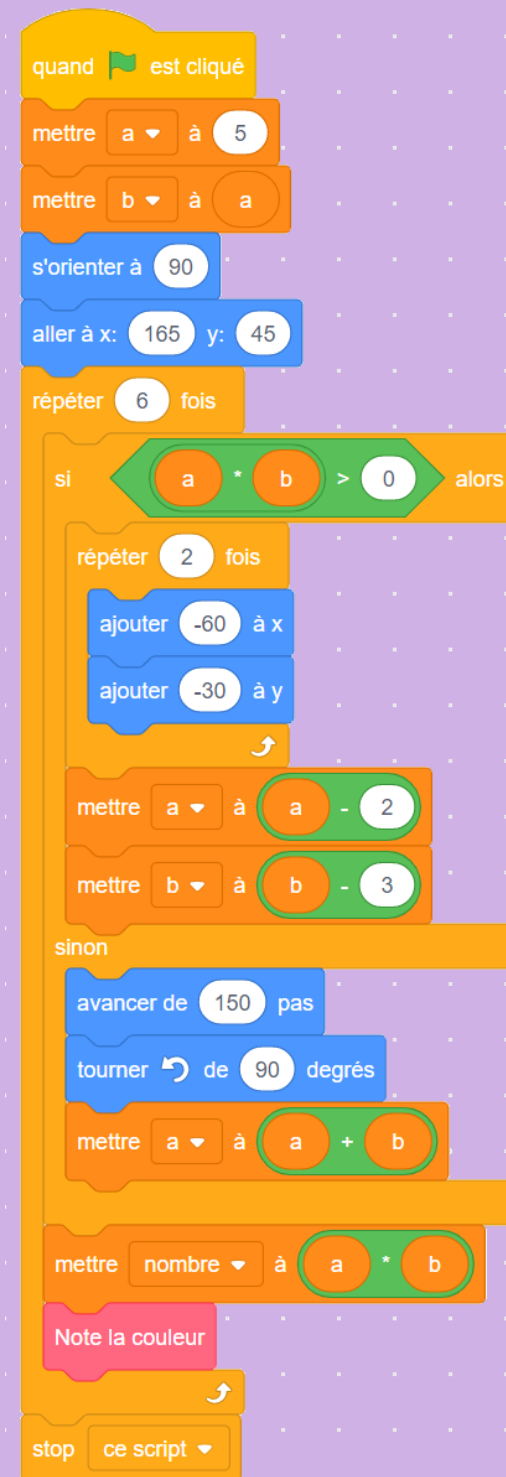 quand est cliqué
mettre a à 5
mettre b à a
s'orienter à 90
aller à x: 165 y: 45
répéter 6 fois
si a * b > 0 alors
répéter 2 fois
ajouter -60 à x
ajouter -30 à y
mettre a à a - 2
mettre b à b - 3
sinon
avancer de 150 pas
tourner de 90 degrés
mettre a à a + b
mettre nombre à a * b
Note la couleur
stop ce script